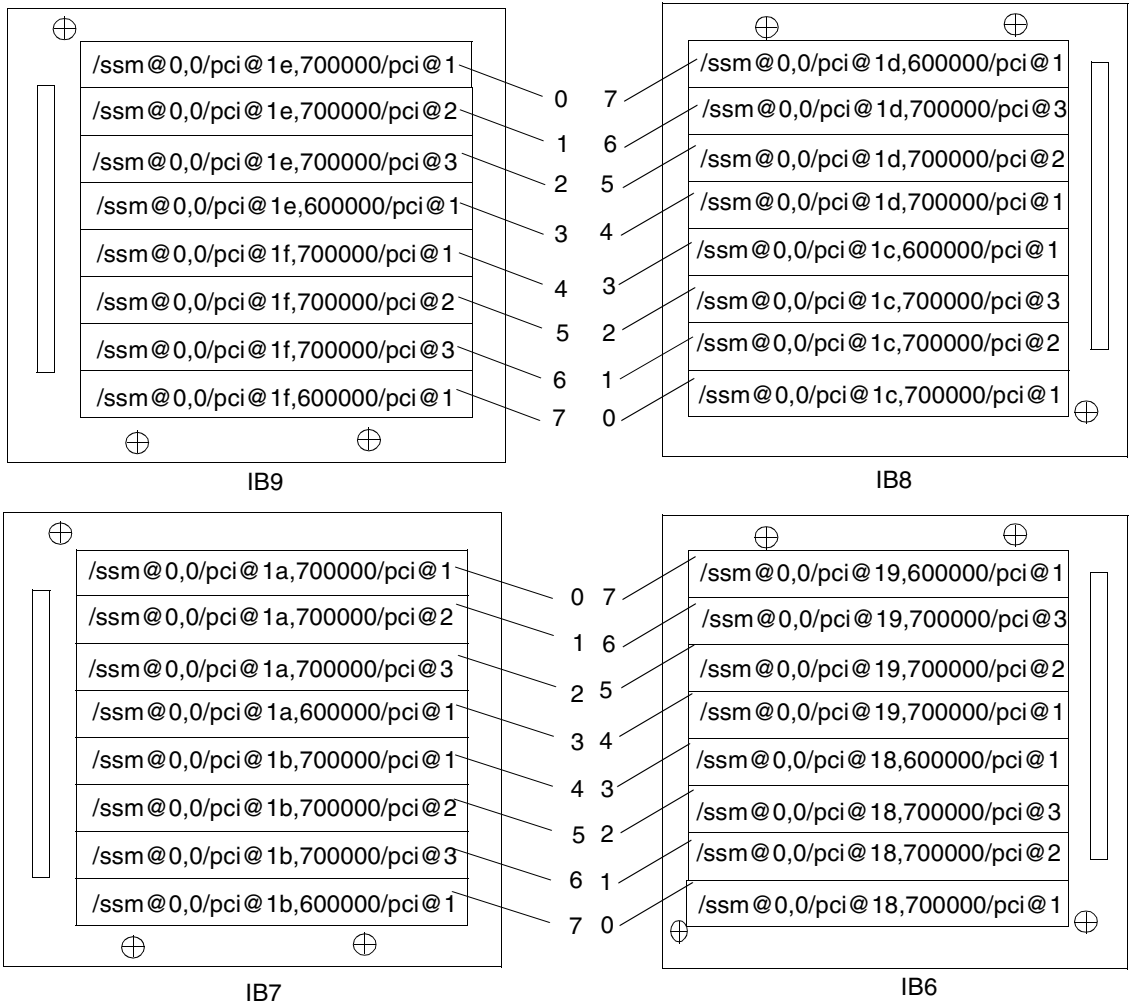 /ssm@0,0/pci@1e,700000/pci@1
/ssm@0,0/pci@1e,700000/pci@2
/ssm@0,0/pci@1e,700000/pci@3
/ssm@0,0/pci@1e,600000/pci@1
/ssm@0,0/pci@1f,700000/pci@1
/ssm@0,0/pci@1f,700000/pci@2
/ssm@0,0/pci@1f,700000/pci@3
/ssm@0,0/pci@1f,600000/pci@1
0 7
1 6
2 5
3 4
4 3
5 2
6 1
7 0
/ssm@0,0/pci@1d,600000/pci@1
/ssm@0,0/pci@1d,700000/pci@3
/ssm@0,0/pci@1d,700000/pci@2
/ssm@0,0/pci@1d,700000/pci@1
/ssm@0,0/pci@1c,600000/pci@1
/ssm@0,0/pci@1c,700000/pci@3
/ssm@0,0/pci@1c,700000/pci@2
/ssm@0,0/pci@1c,700000/pci@1
IB9
IB8
/ssm@0,0/pci@1a,700000/pci@1
/ssm@0,0/pci@1a,700000/pci@2
/ssm@0,0/pci@1a,700000/pci@3
/ssm@0,0/pci@1a,600000/pci@1
/ssm@0,0/pci@1b,700000/pci@1
/ssm@0,0/pci@1b,700000/pci@2
/ssm@0,0/pci@1b,700000/pci@3
/ssm@0,0/pci@1b,600000/pci@1
0 7
1 6
2 5
3 4
4 3
5 2
6 1
7 0
/ssm@0,0/pci@19,600000/pci@1
/ssm@0,0/pci@19,700000/pci@3
/ssm@0,0/pci@19,700000/pci@2
/ssm@0,0/pci@19,700000/pci@1
/ssm@0,0/pci@18,600000/pci@1
/ssm@0,0/pci@18,700000/pci@3
/ssm@0,0/pci@18,700000/pci@2
/ssm@0,0/pci@18,700000/pci@1
IB7
IB6